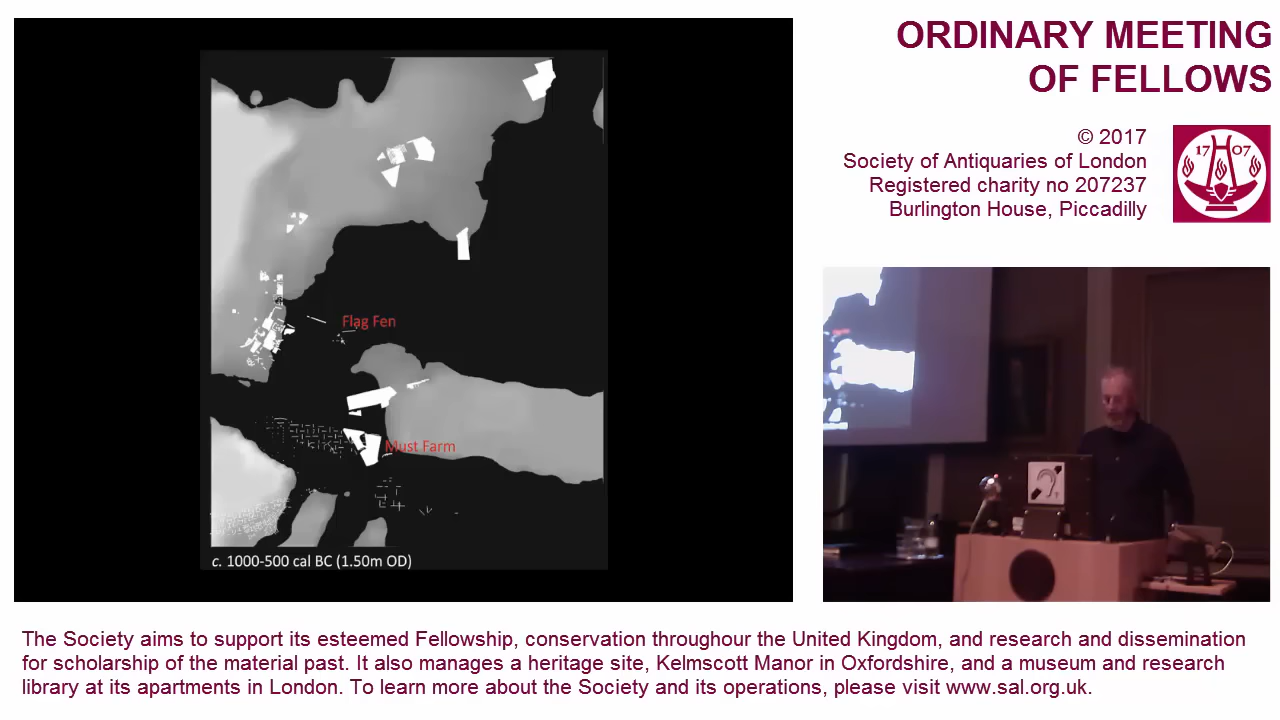 ORDINARY MEETING
OF FELLOWS
© 2017
Society of Antiquaries of London
Registered charity no 207237
Burlington House, Piccadilly
17 07
Flag Fen
Must Farm
c. 1000-500 cal BC (1.50m OD)
T
The Society aims to support its esteemed Fellowship, conservation throughour the United Kingdom, and research and dissemination
for scholarship of the material past. It also manages a heritage site, Kelmscott Manor in Oxfordshire, and a museum and research
library at its apartments in London. To learn more about the Society and its operations, please visit www.sal.org.uk.